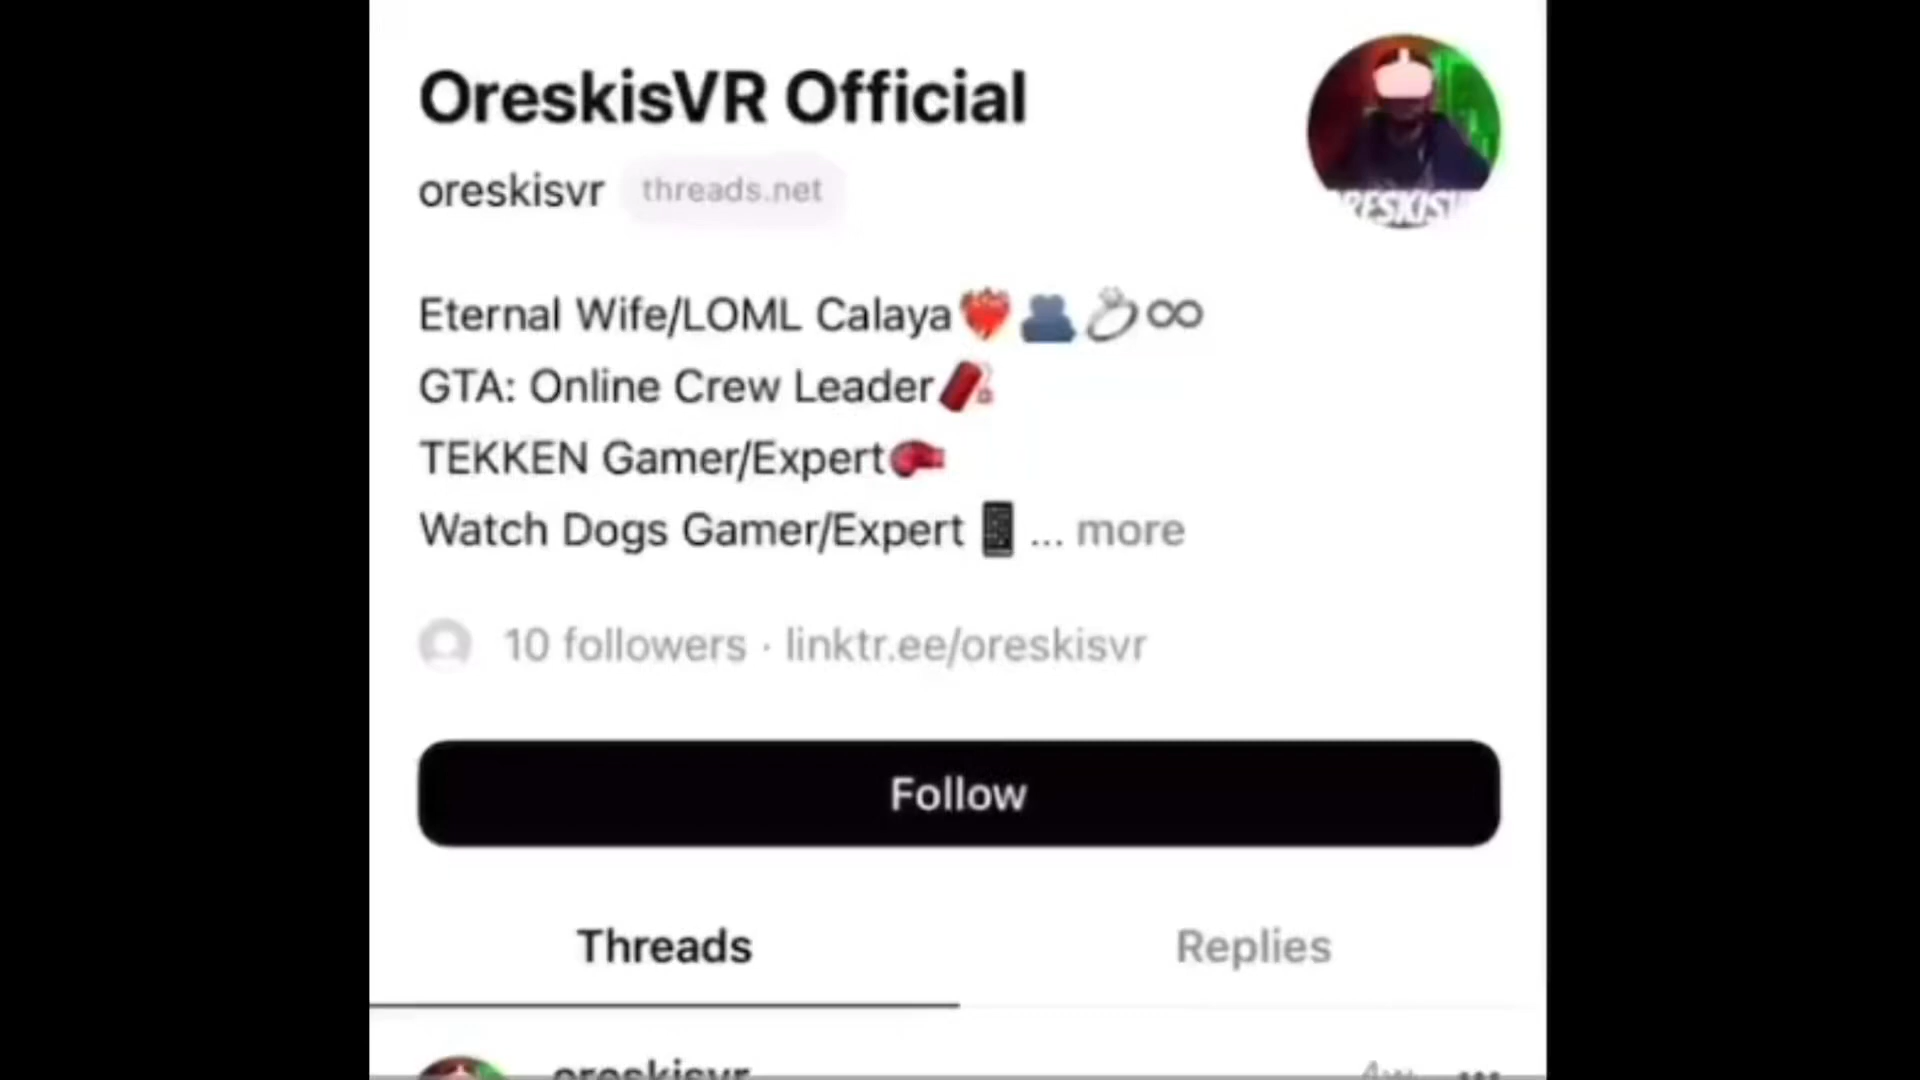 OreskisVR Official
oreskisvr threads.net
Eternal Wife/LOML Calaya❤️‍🔥🫂💍∞
GTA: Online Crew Leader🧨
TEKKEN Gamer/Expert🥊
Watch Dogs Gamer/Expert 📱... more
10 followers · linktr.ee/oreskisvr
Follow
Threads Replies
oreskisvr